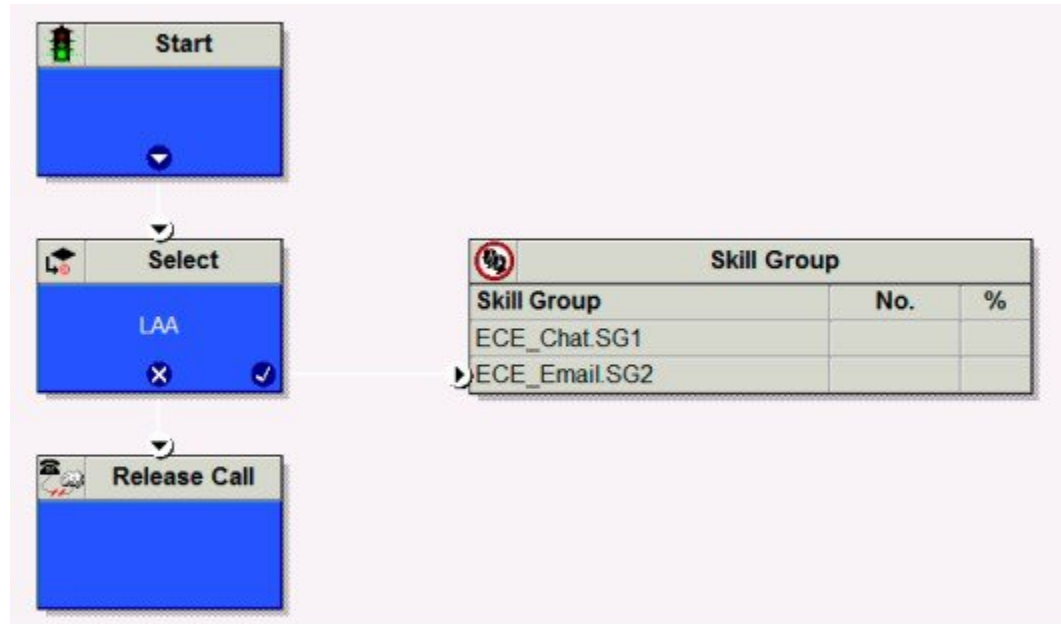 Start
Select
LAA
Skill Group
Skill Group No. %
ECE_Chat.SG1
ECE_Email.SG2
Release Call